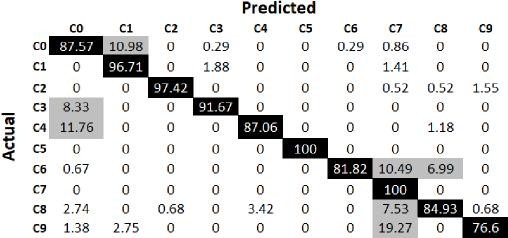 Predicted
C0 C1 C2 C3 C4 C5 C6 C7 C8 C9
Actual
C0 87.57 10.98 0 0.29 0 0 0.29 0.86 0 0
C1 0 96.71 0 1.88 0 0 0 1.41 0 0
C2 0 0 97.42 0 0 0 0 0.52 0.52 1.55
C3 8.33 0 0 91.67 0 0 0 0 0 0
C4 11.76 0 0 0 87.06 0 0 0 1.18 0
C5 0 0 0 0 0 100 0 0 0 0
C6 0.67 0 0 0 0 0 81.82 10.49 6.99 0
C7 0 0 0 0 0 0 0 100 0 0
C8 2.74 0 0.68 0 3.42 0 0 7.53 84.93 0.68
C9 1.38 2.75 0 0 0 0 0 19.27 0 76.6